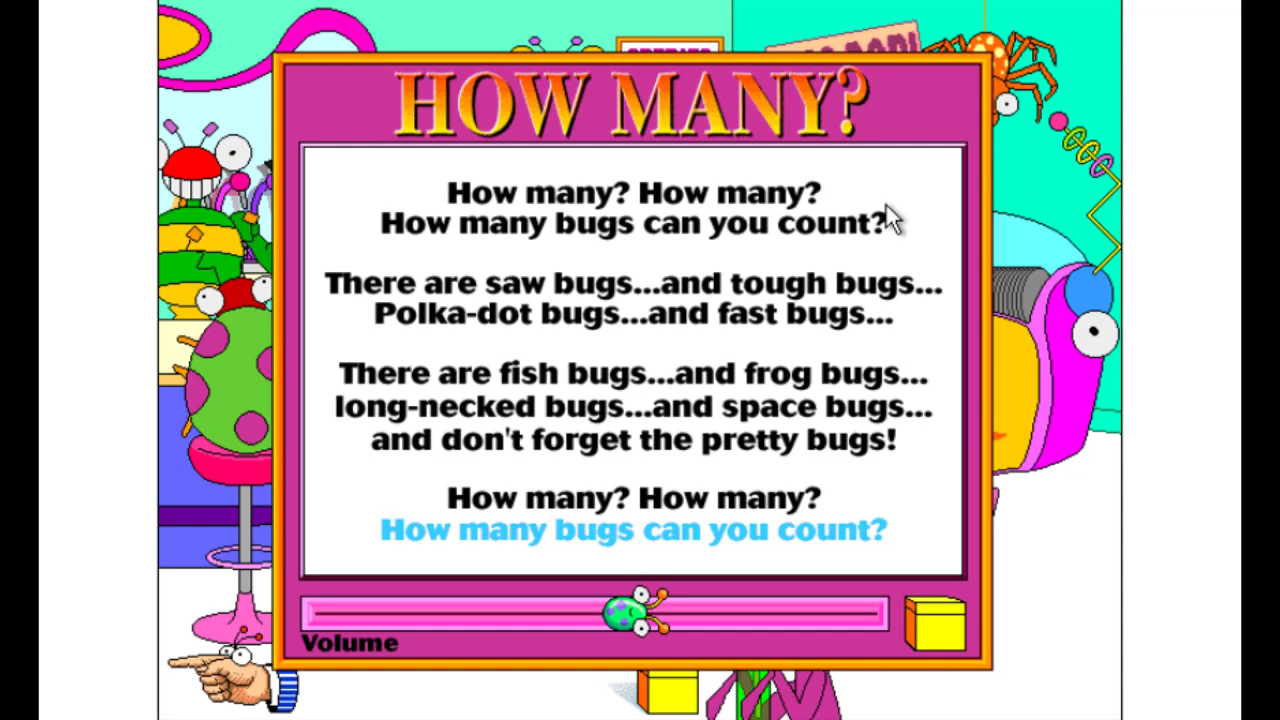 HOW MANY?
How many? How many?
How many bugs can you count?
There are saw bugs...and tough bugs...
Polka-dot bugs...and fast bugs...
There are fish bugs...and frog bugs...
long-necked bugs...and space bugs...
and don't forget the pretty bugs!
How many? How many?
How many bugs can you count?
Volume